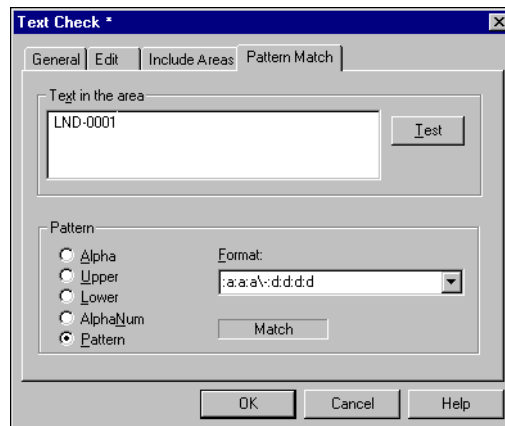 Text Check *
General Edit Include Areas Pattern Match
Text in the area
LND-0001
Test
Pattern
Alpha
Upper
Lower
AlphaNum
Pattern
Format:
:a:a:a\-:d:d:d:d
Match
OK Cancel Help